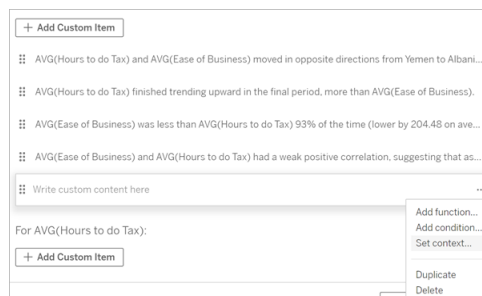 + Add Custom Item
AVG(Hours to do Tax) and AVG(Ease of Business) moved in opposite directions from Yemen to Albani...
AVG(Hours to do Tax) finished trending upward in the final period, more than AVG(Ease of Business).
AVG(Ease of Business) was less than AVG(Hours to do Tax) 93% of the time (lower by 204.48 on ave...
AVG(Ease of Business) and AVG(Hours to do Tax) had a weak positive correlation, suggesting that as...
Write custom content here
Add function...
Add condition...
Set context...
For AVG(Hours to do Tax):
+ Add Custom Item
Duplicate
Delete